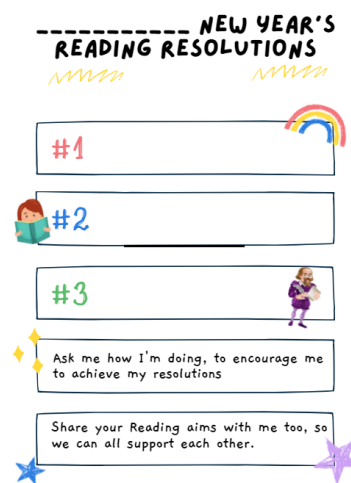 ___________ NEW YEAR'S
READING RESOLUTIONS
#1
#2
#3
Ask me how I'm doing, to encourage me
to achieve my resolutions
Share your Reading aims with me too, so
we can all support each other.